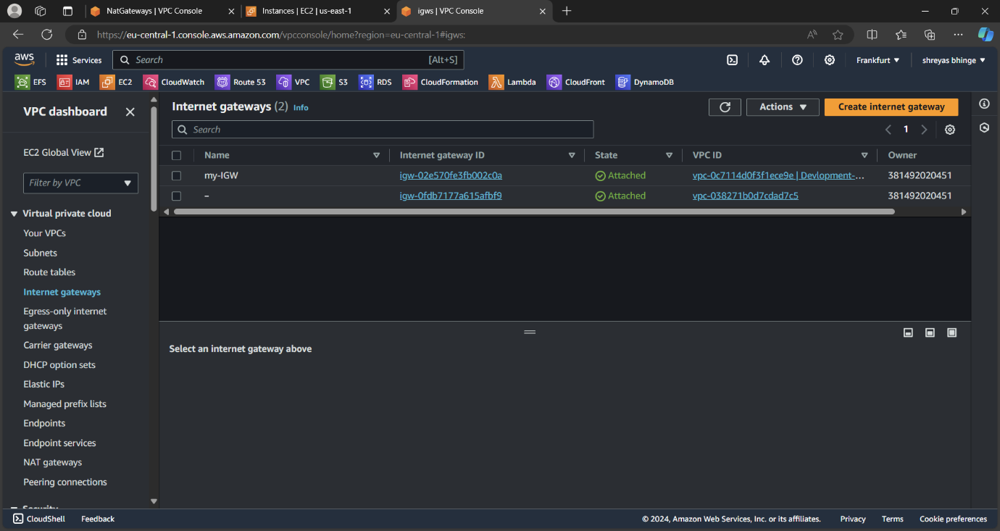 NatGateways | VPC Console
Instances | EC2 | us-east-1
igws | VPC Console
https://eu-central-1.console.aws.amazon.com/vpcconsole/home?region=eu-central-1#igws:
aws
Services
Search
[Alt+S]
Frankfurt
shreyas bhinge
EFS
IAM
EC2
CloudWatch
Route 53
VPC
S3
RDS
CloudFormation
Lambda
CloudFront
DynamoDB
VPC dashboard
EC2 Global View
Filter by VPC
Virtual private cloud
Your VPCs
Subnets
Route tables
Internet gateways
Egress-only internet
gateways
Carrier gateways
DHCP option sets
Elastic IPs
Managed prefix lists
Endpoints
Endpoint services
NAT gateways
Peering connections
Security
Internet gateways (2) Info
Actions
Create internet gateway
Search
1
Name Internet gateway ID State VPC ID Owner
my-IGW igw-02e570fe3fb002c0a Attached vpc-0c7114d0f3f1ece9e | Devlopment-... 381492020451
– igw-0fdb7177a615afbf9 Attached vpc-038271b0d7cdad7c5 381492020451
Select an internet gateway above
CloudShell
Feedback
© 2024, Amazon Web Services, Inc. or its affiliates.
Privacy
Terms
Cookie preferences